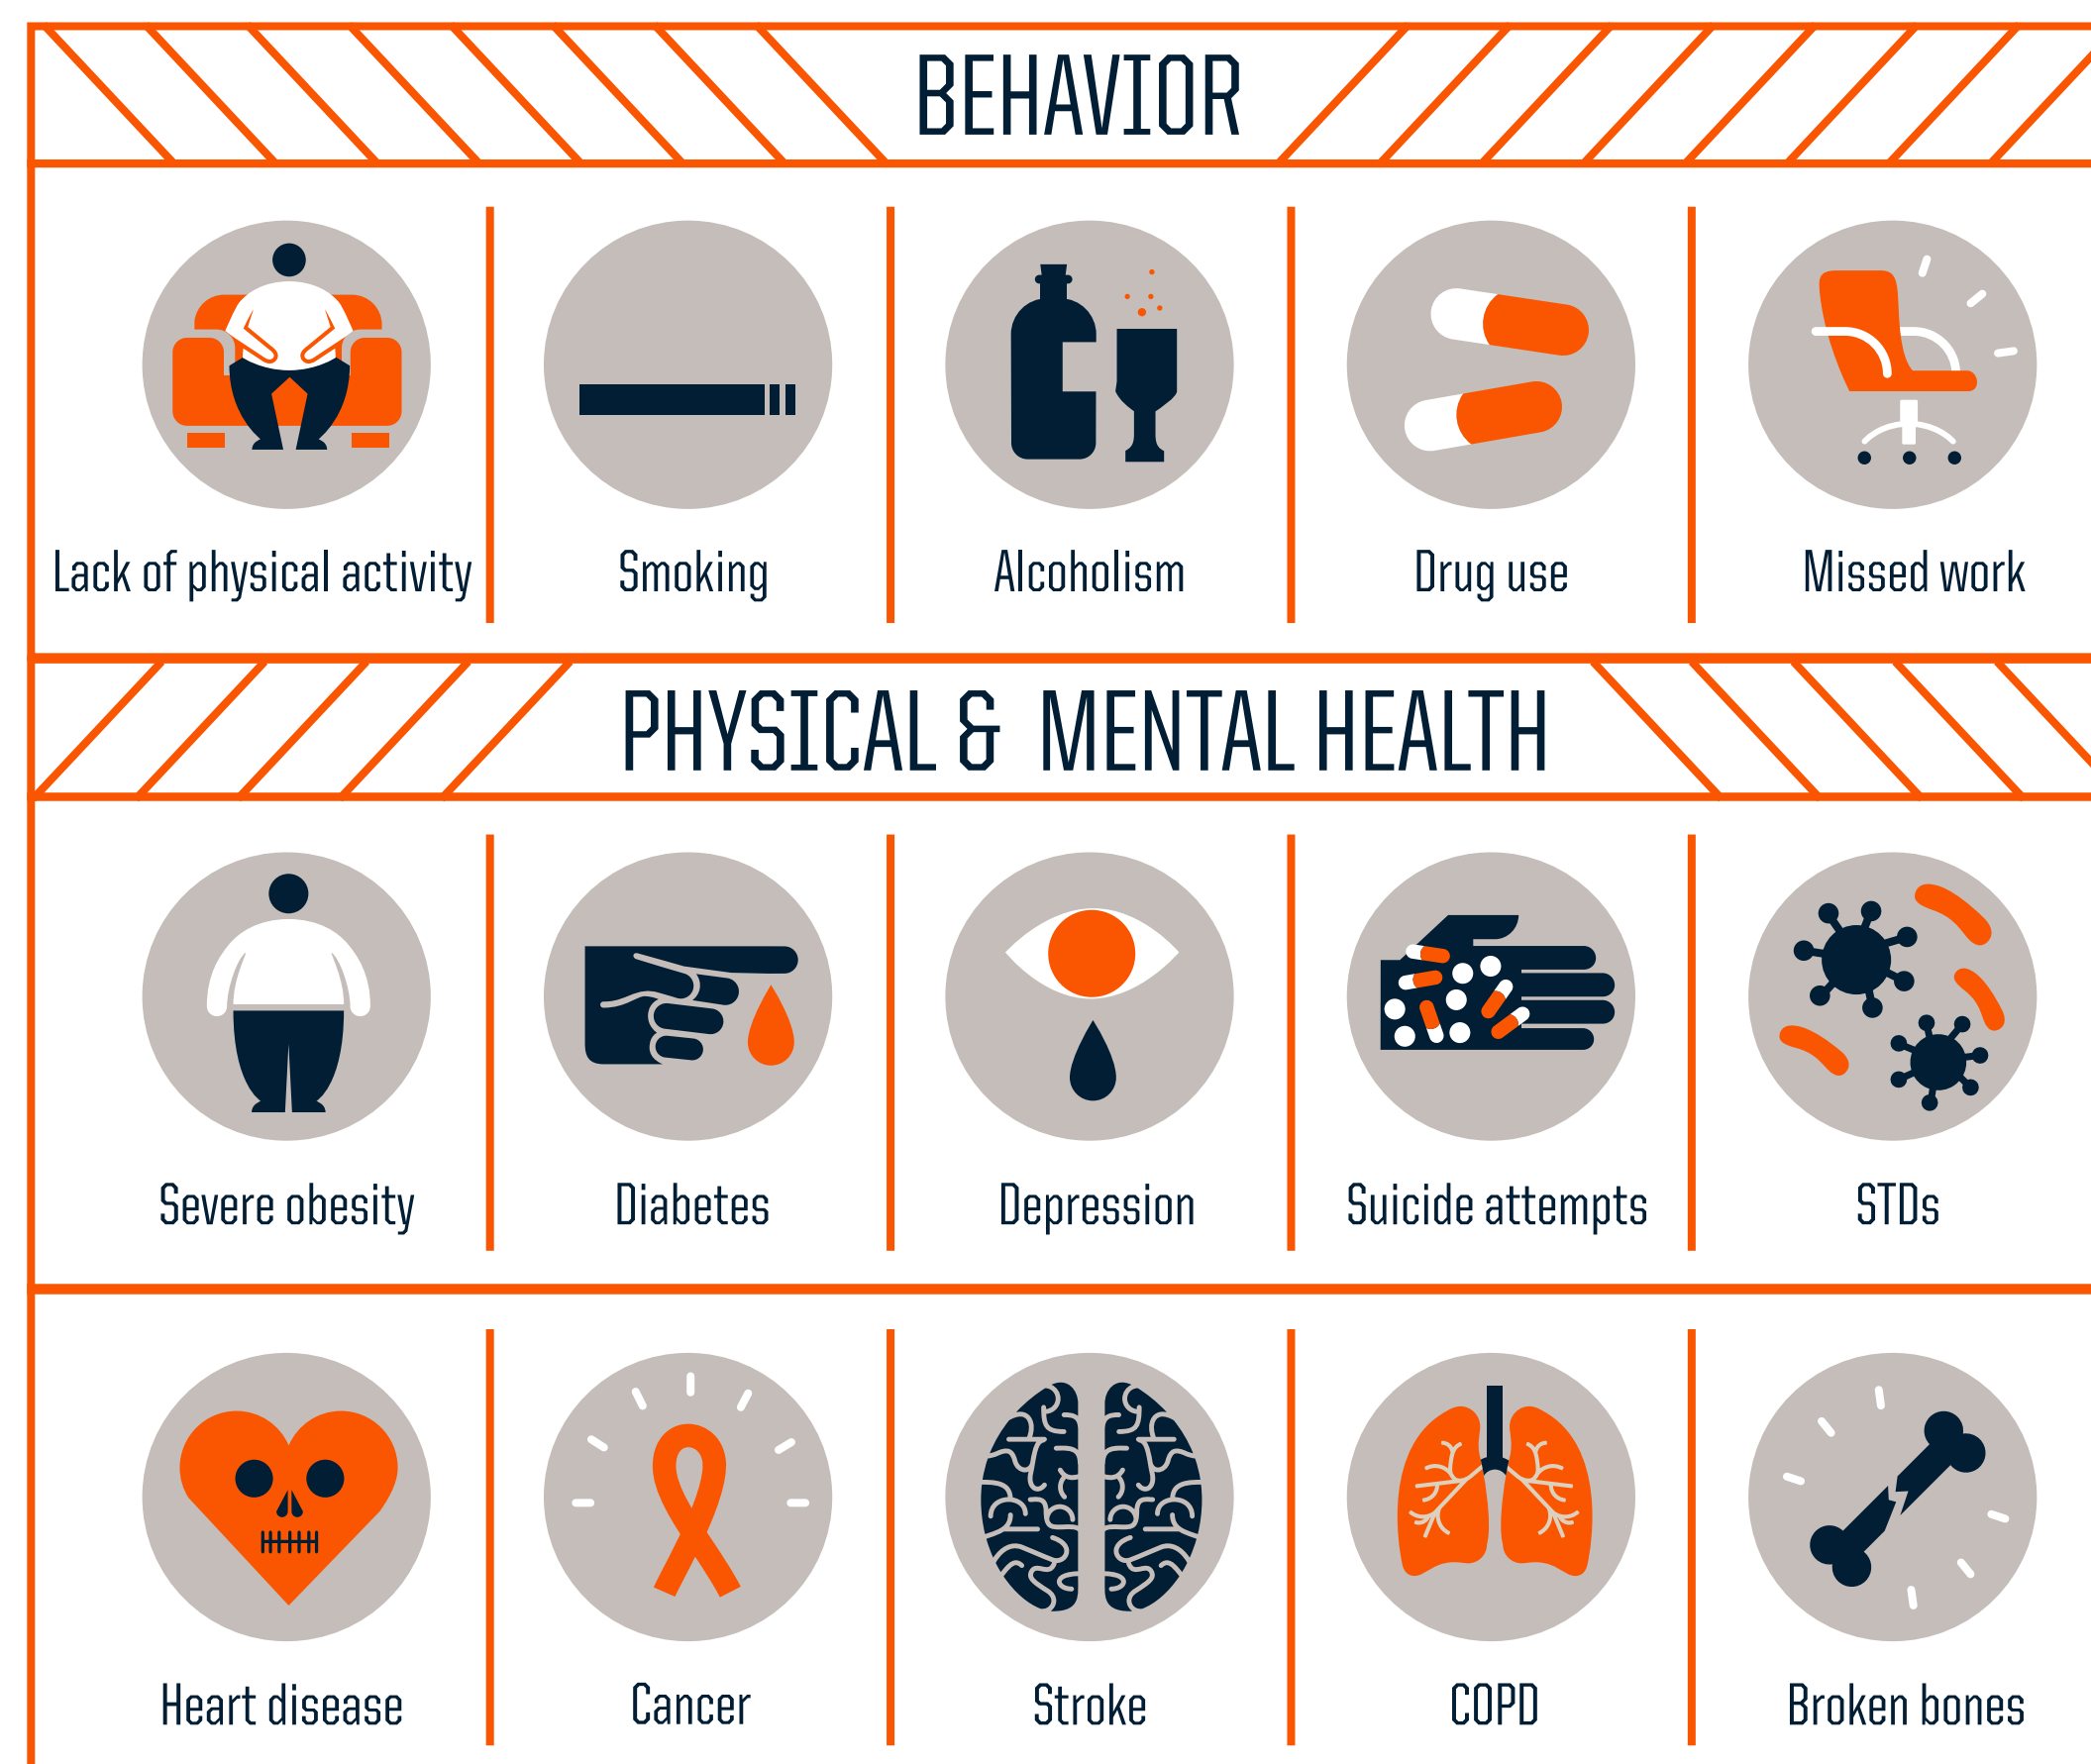 BEHAVIOR
Lack of physical activity
Smoking
Alcoholism
Drug use
Missed work
PHYSICAL & MENTAL HEALTH
Severe obesity
Diabetes
Depression
Suicide attempts
STDs
Heart disease
Cancer
Stroke
COPD
Broken bones